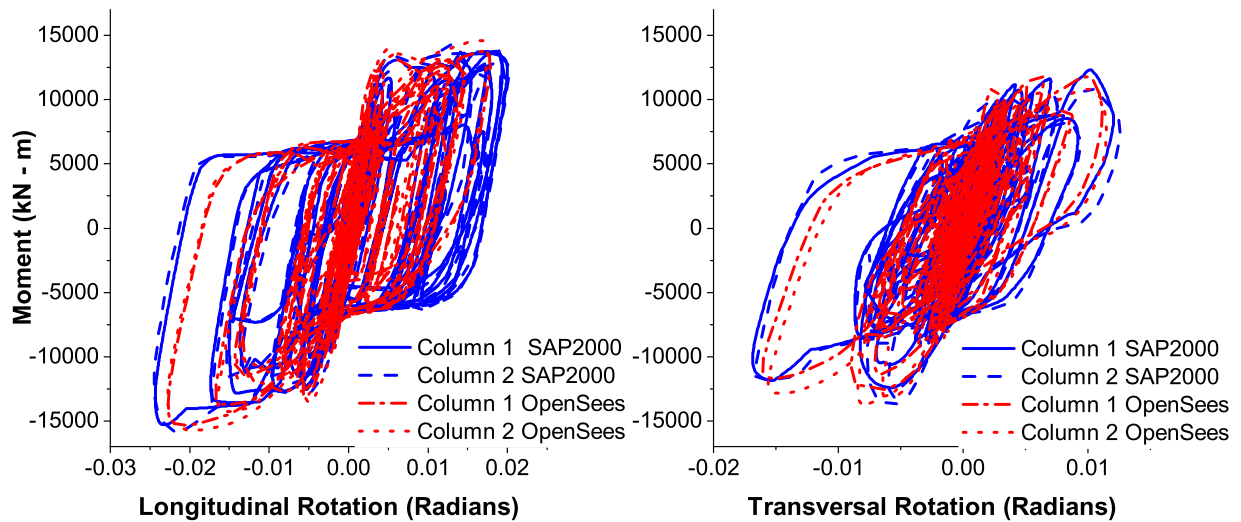 15000
10000
5000
0
-5000
-10000
-15000
Moment (kN - m)
-0.03
-0.02
-0.01
0.00
0.01
0.02
Longitudinal Rotation (Radians)
Column 1  SAP2000
Column 2 SAP2000
Column 1 OpenSees
Column 2 OpenSees
15000
10000
5000
0
-5000
-10000
-15000
-0.02
-0.01
0.00
0.01
Transversal Rotation (Radians)
Column 1 SAP2000
Column 2 SAP2000
Column 1 OpenSees
Column 2 OpenSees